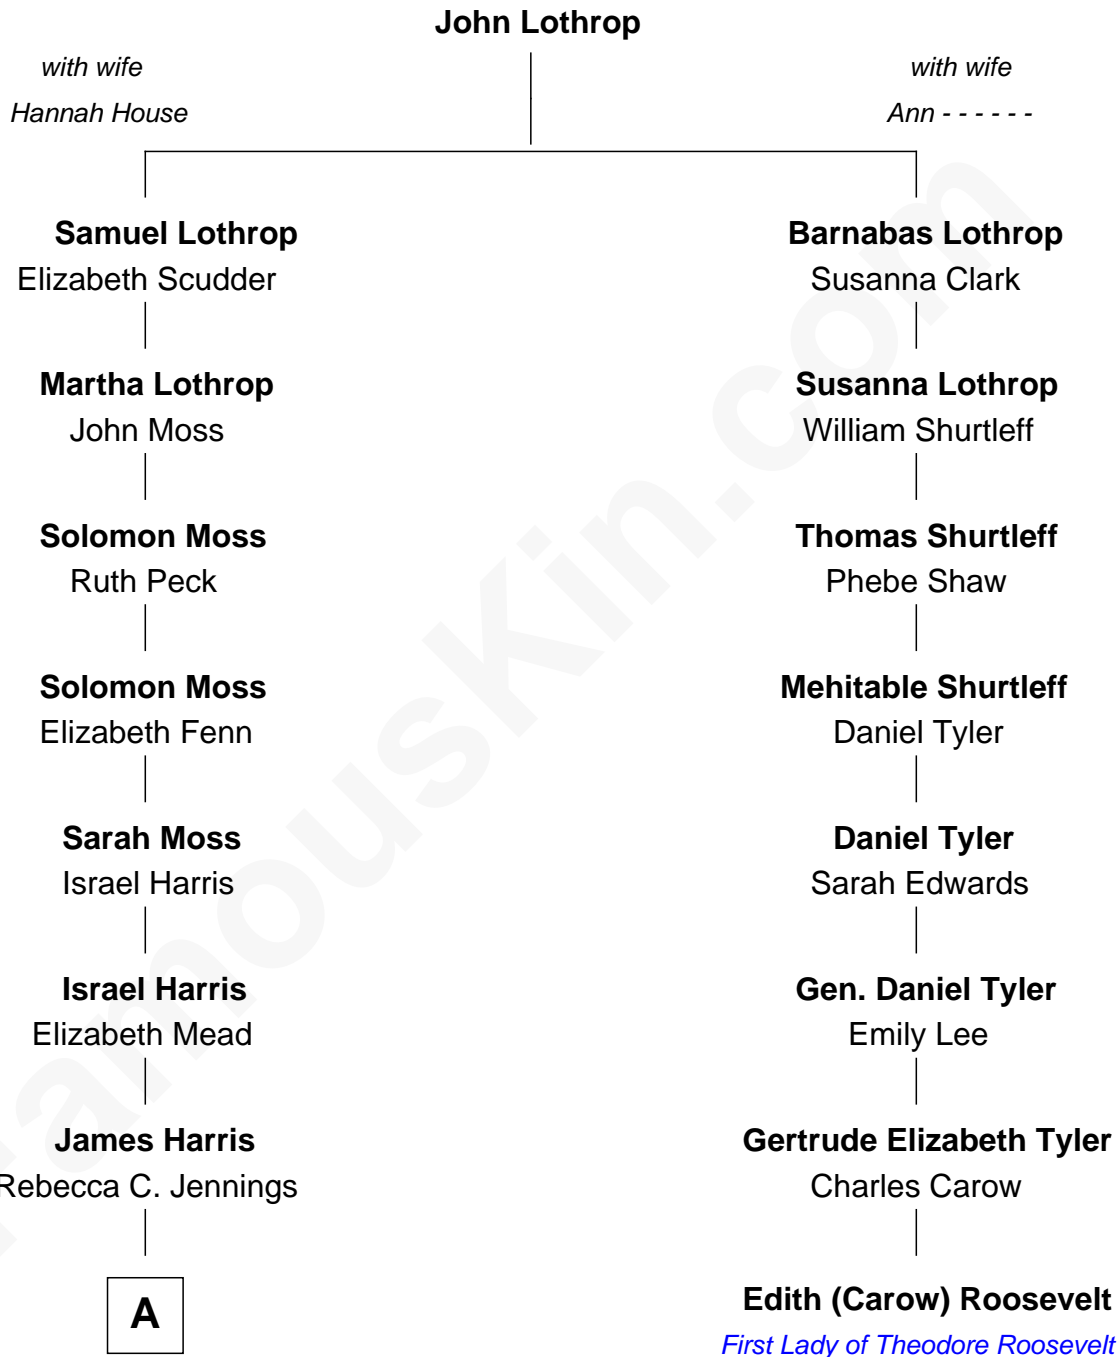 John Lothrop
with wife
with wife
Hannah House
Ann - - - - - -
Samuel Lothrop
Barnabas Lothrop
Elizabeth Scudder
Susanna Clark
Martha Lothrop
Susanna Lothrop
John Moss
William Shurtleff
Solomon Moss
Thomas Shurtleff
Ruth Peck
Phebe Shaw
Solomon Moss
Mehitable Shurtleff
Elizabeth Fenn
Daniel Tyler
Sarah Moss
Daniel Tyler
Israel Harris
Sarah Edwards
Israel Harris
Gen. Daniel Tyler
Elizabeth Mead
Emily Lee
James Harris
Gertrude Elizabeth Tyler
Rebecca C. Jennings
Charles Carow
A
Edith (Carow) Roosevelt
First Lady of Theodore Roosevelt
FamousKin.com